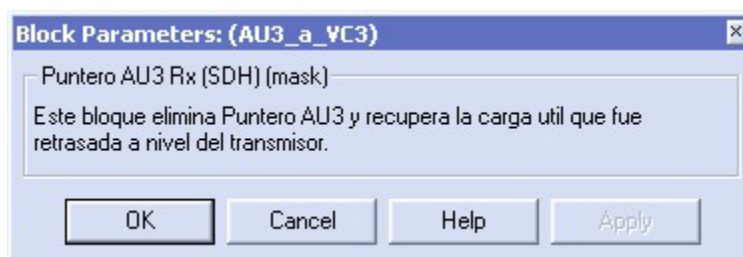 Block Parameters: (AU3_a_VC3)
Puntero AU3 Rx (SDH) (mask)
Este bloque elimina Puntero AU3 y recupera la carga util que fue
retrasada a nivel del transmisor.
OK Cancel Help Apply